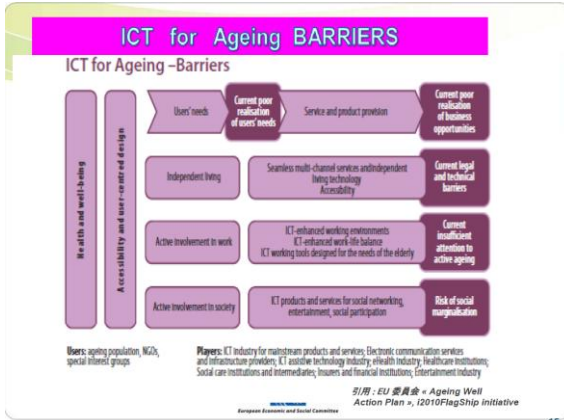 ICT for Ageing BARRIERS
ICT for Ageing –Barriers
Health and well-being
Accessibility and user-centred design
Users' needs
Current poor
realisation
of users' needs
Service and product provision
Current poor
realisation
of business
opportunities
Independent living
Seamless multi-channel services andindependent
living technology
Accessibility
Current legal
and technical
barriers
Active involvement in work
ICT-enhanced working environments
ICT-enhanced work-life balance
ICT working tools designed for the needs of the elderly
Current
insufficient
attention to
active ageing
Active involvement in society
ICT products and services for social networking,
entertainment, social participation
Risk of social
marginalisation
Users: ageing population, NGOs,
special interest groups
Players: ICT industry for mainstream products and services; Electronic communication services
and infrastructure providers; ICT assistive technology industry; eHealth industry; Healthcare institutions;
Social care institutions and intermediaries; Insurers and financial institutions; Entertainment industry
引用 : EU 委員会 « Ageing Well
Action Plan », i2010FlagShip initiative
European Economic and Social Committee